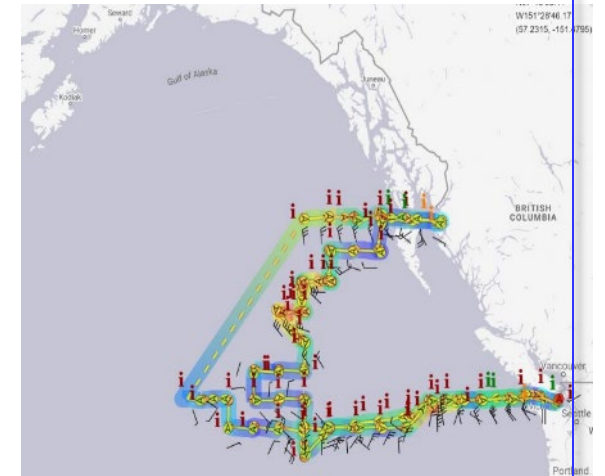 W151°28'46.17"
(57.2315, -151.4795)
Seward
Homer
Gulf of Alaska
Kodiak
Juneau
BRITISH
COLUMBIA
Vancouver
Seattle
Portland